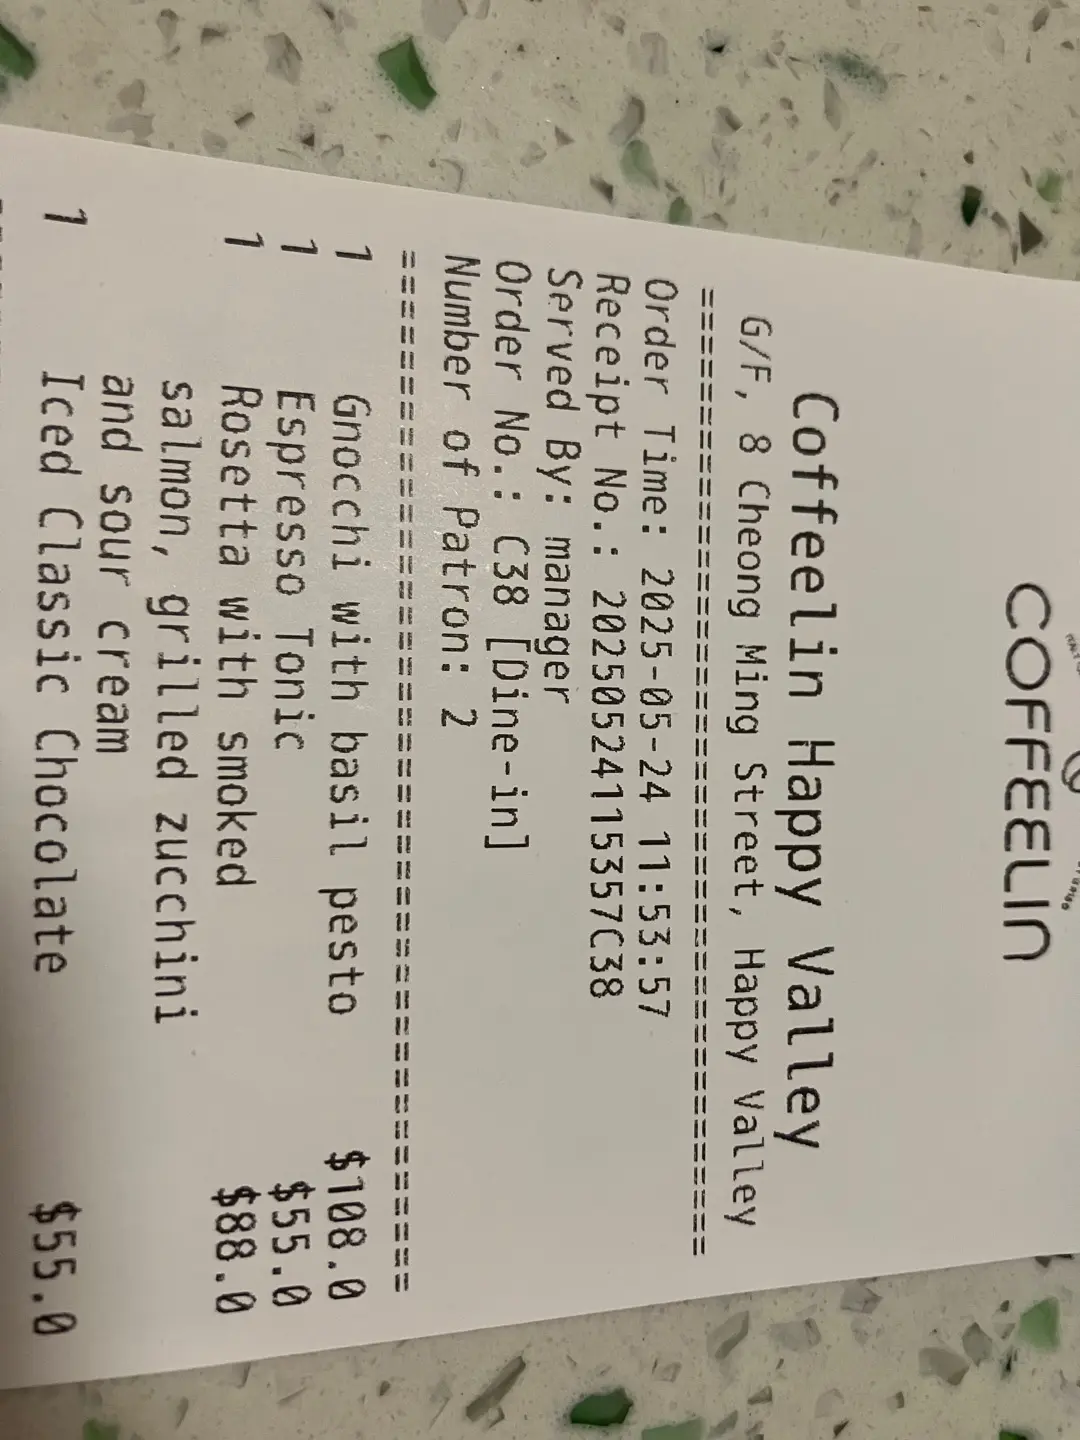 COFFEELIN
Coffeelin Happy Valley
G/F, 8 Cheong Ming Street, Happy Valley
================================================
Order Time: 2025-05-24 11:53:57
Receipt No.: 20250524115357C38
Served By: manager
Order No.: C38 [Dine-in]
Number of Patron: 2
================================================
1 Gnocchi with basil pesto $108.0
1 Espresso Tonic $55.0
1 Rosetta with smoked $88.0
salmon, grilled zucchini
and sour cream
1 Iced Classic Chocolate $55.0